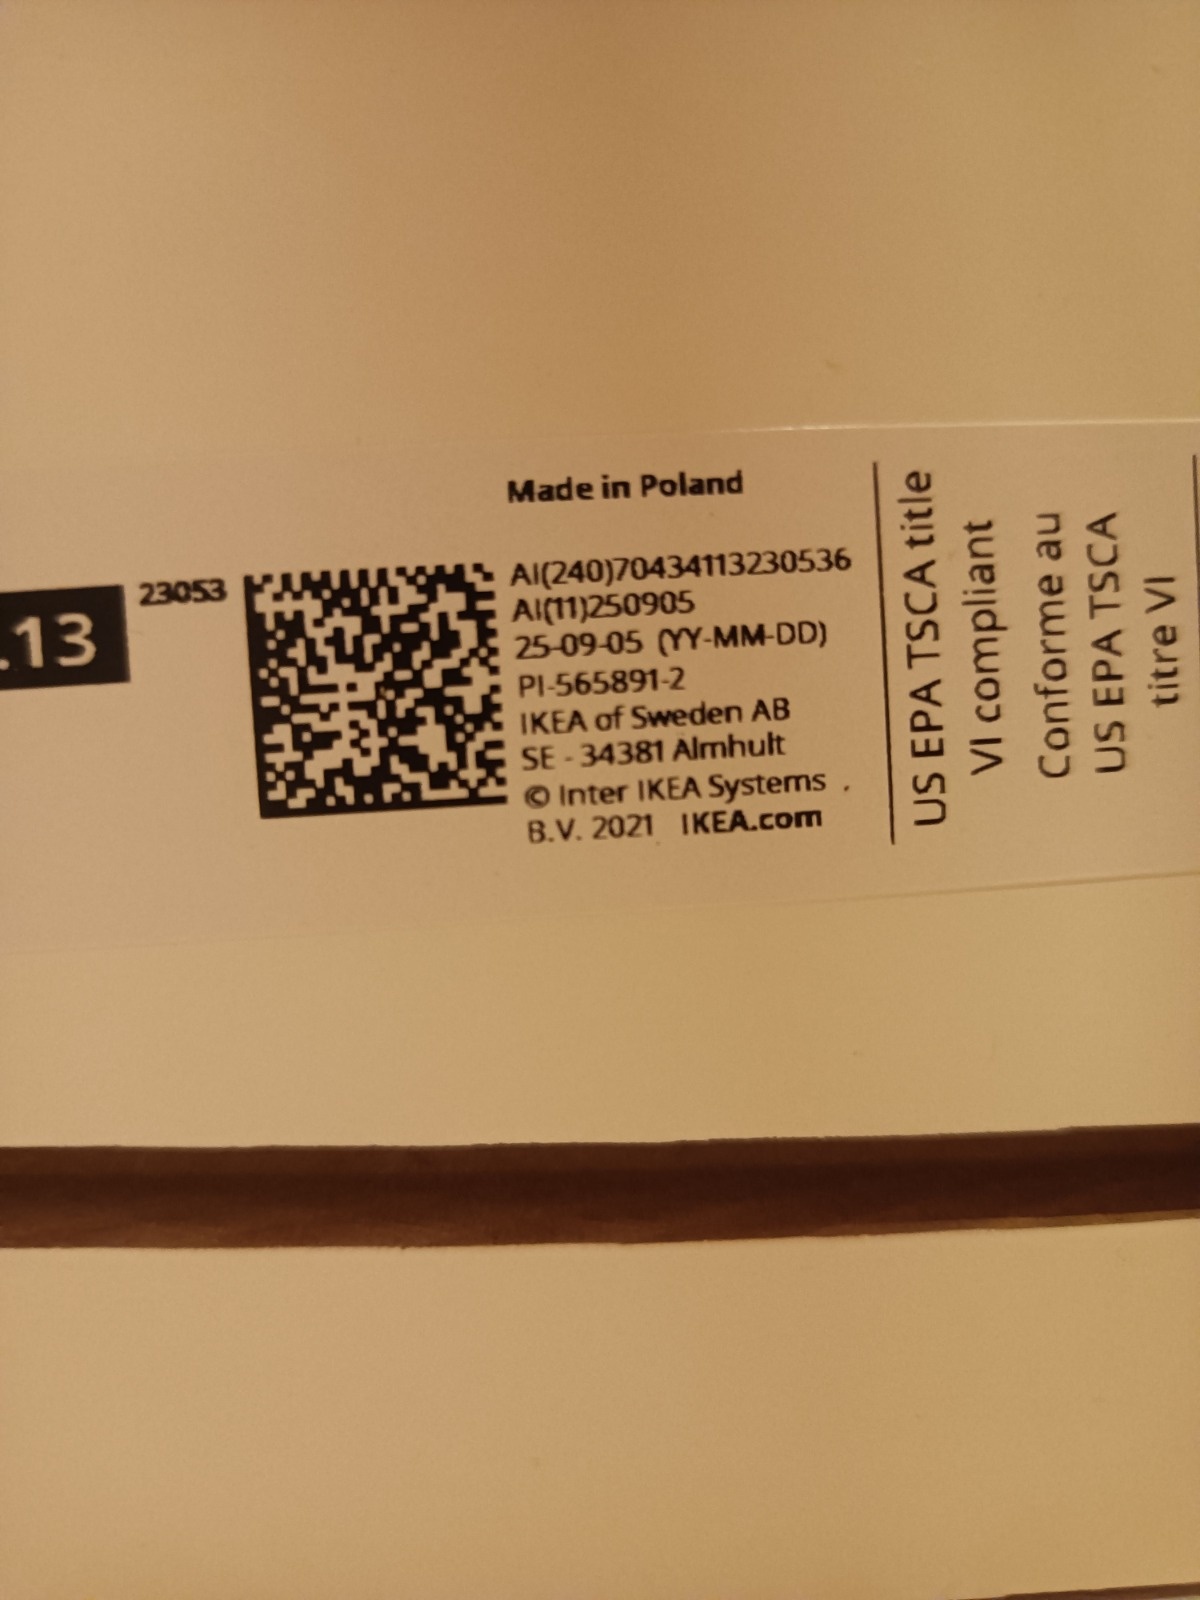 .13
23053
Made in Poland
AI(240)70434113230536
AI(11)250905
25-09-05 (YY-MM-DD)
PI-565891-2
IKEA of Sweden AB
SE - 34381 Almhult
© Inter IKEA Systems .
B.V. 2021 IKEA.com
US EPA TSCA title
VI compliant
Conforme au
US EPA TSCA
titre VI